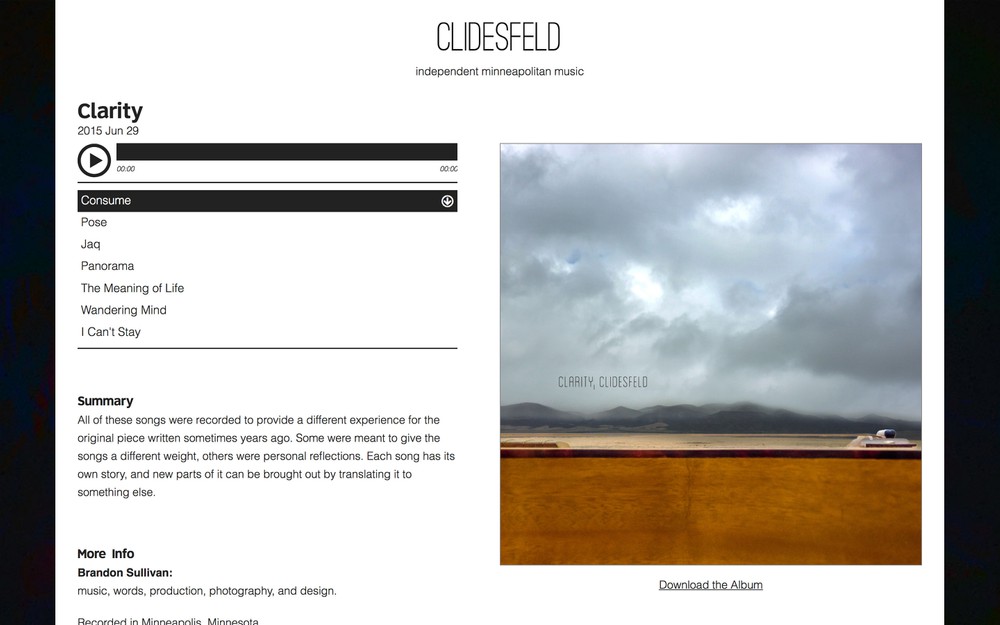 CLIDESFELD
independent minneapolitan music
Clarity
2015 Jun 29
00:00 00:00
Consume
Pose
Jaq
Panorama
The Meaning of Life
Wandering Mind
I Can't Stay
CLARITY, CLIDESFELD
Summary
All of these songs were recorded to provide a different experience for the
original piece written sometimes years ago. Some were meant to give the
songs a different weight, others were personal reflections. Each song has its
own story, and new parts of it can be brought out by translating it to
something else.
Download the Album
More Info
Brandon Sullivan:
music, words, production, photography, and design.
Recorded in Minneapolis, Minnesota